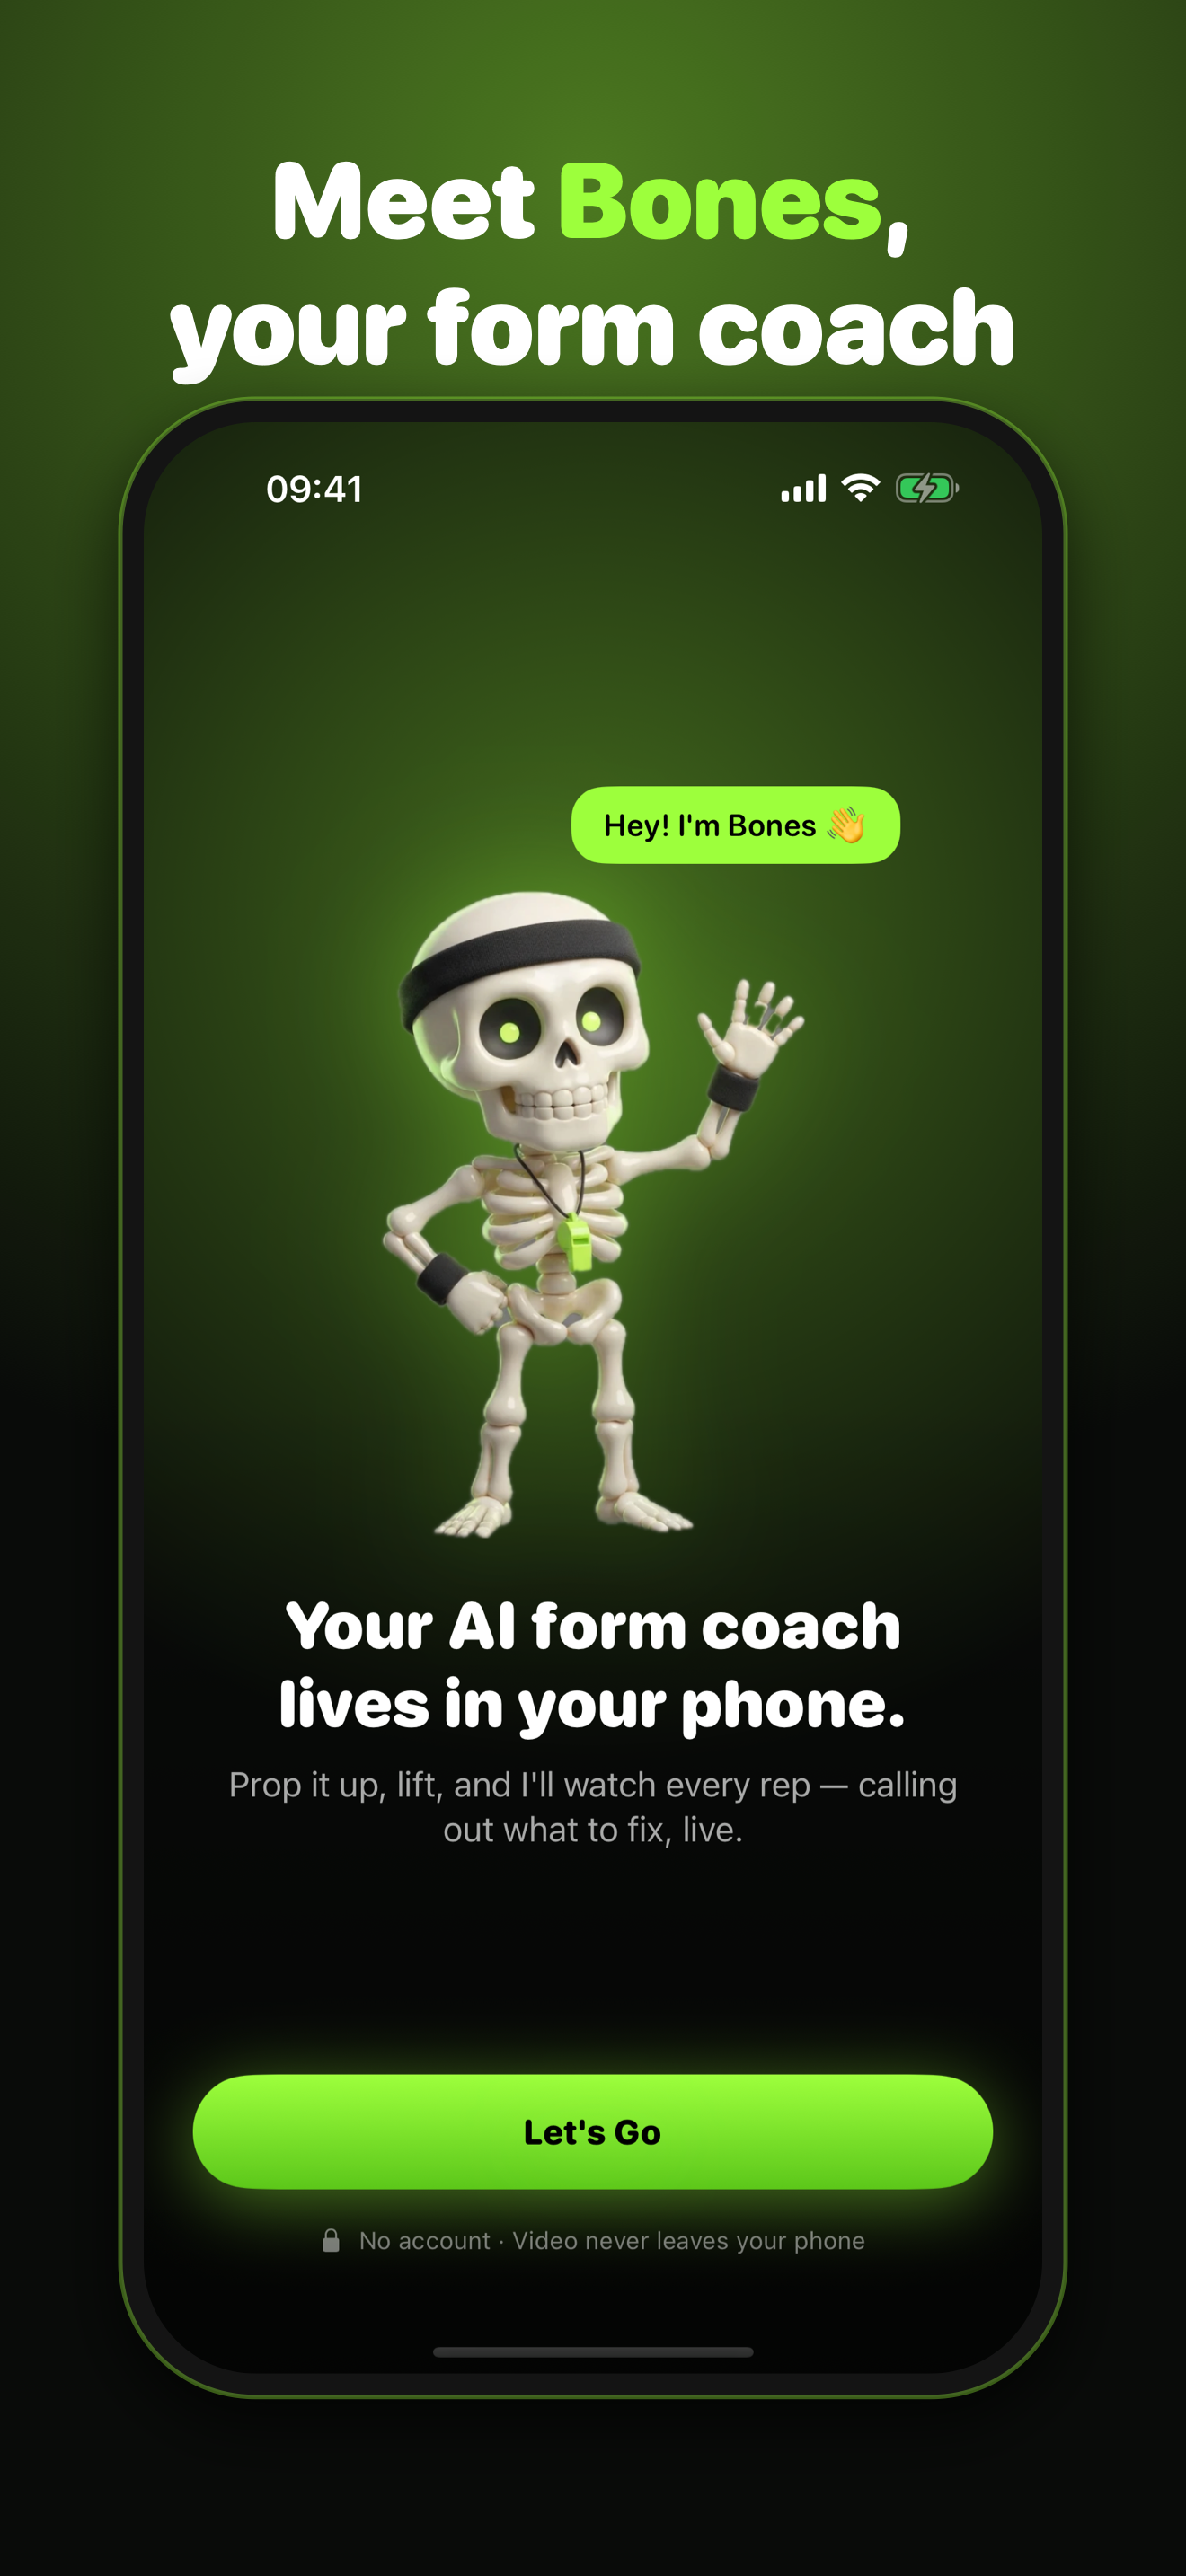 Meet Bones,
your form coach
09:41
Hey! I'm Bones 👋
Your AI form coach
lives in your phone.
Prop it up, lift, and I'll watch every rep — calling
out what to fix, live.
Let's Go
No account · Video never leaves your phone